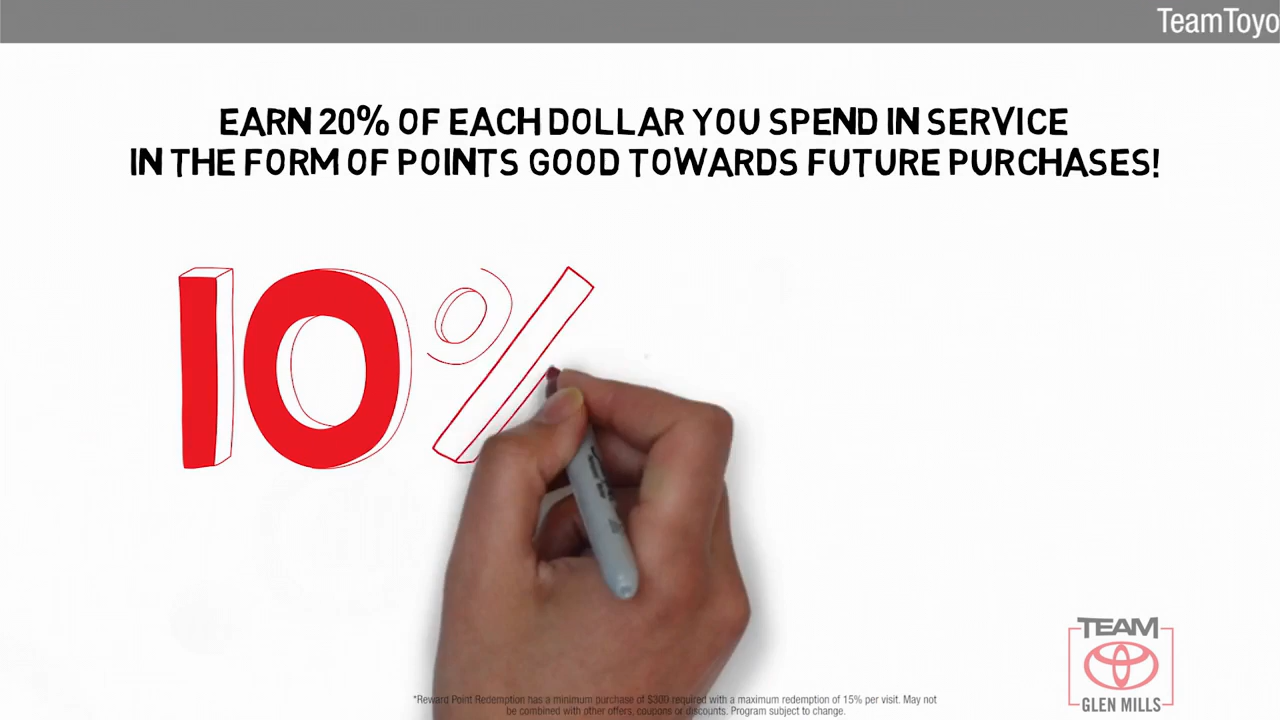 TeamToyo
EARN 20% OF EACH DOLLAR YOU SPEND IN SERVICE
IN THE FORM OF POINTS GOOD TOWARDS FUTURE PURCHASES!
10%
TEAM
GLEN MILLS
*Reward Point Redemption has a minimum purchase of $300 required with a maximum redemption of 15% per visit. May not
be combined with other offers, coupons or discounts. Program subject to change.